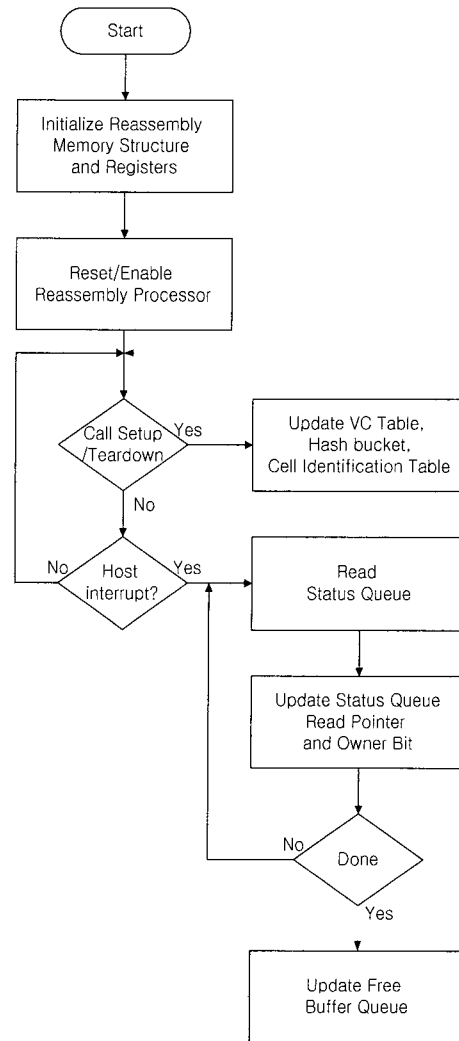 Start
Initialize Reassembly
Memory Structure
and Registers
Reset/Enable
Reassembly Processor
Call Setup
/Teardown
Yes
Update VC Table,
Hash bucket,
Cell Identification Table
No
No
Host
interrupt?
Yes
Read
Status Queue
Update Status Queue
Read Pointer
and Owner Bit
No
Done
Yes
Update Free
Buffer Queue